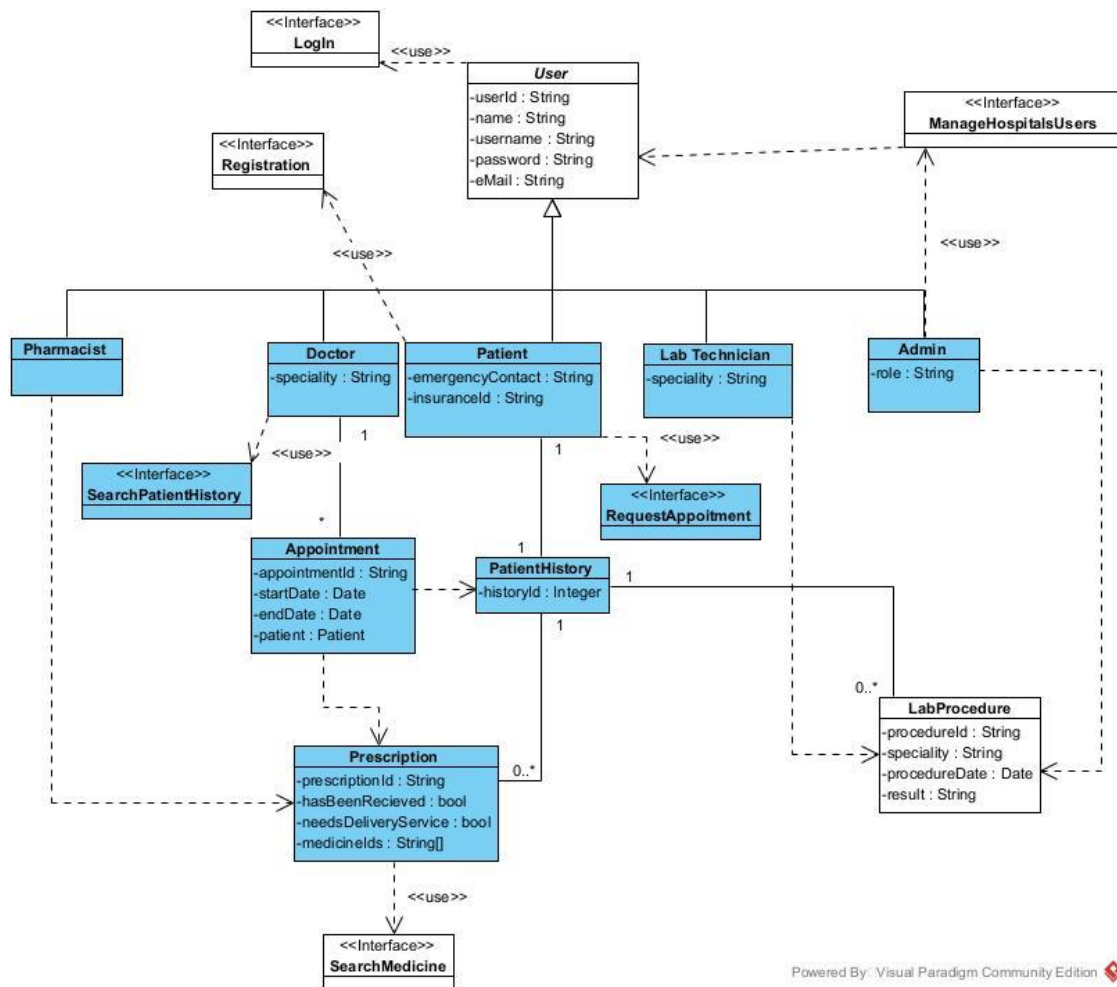 <<Interface>>
LogIn
<<use>>
User
-userId : String
-name : String
-username : String
-password : String
-eMail : String
<<Interface>>
ManageHospitalsUsers
<<Interface>>
Registration
<<use>>
<<use>>
Pharmacist
Doctor
-speciality : String
Patient
-emergencyContact : String
-insuranceId : String
Lab Technician
-speciality : String
Admin
-role : String
1
<<use>>
1
<<use>>
<<Interface>>
SearchPatientHistory
<<Interface>>
RequestAppoitment
*
Appointment
-appointmentId : String
-startDate : Date
-endDate : Date
-patient : Patient
1
PatientHistory
-historyId : Integer
1
1
0..*
LabProcedure
-procedureId : String
-speciality : String
-procedureDate : Date
-result : String
Prescription
-prescriptionId : String
-hasBeenRecieved : bool
-needsDeliveryService : bool
-medicineIds : String[]
0..*
<<use>>
<<Interface>>
SearchMedicine
Powered By Visual Paradigm Community Edition